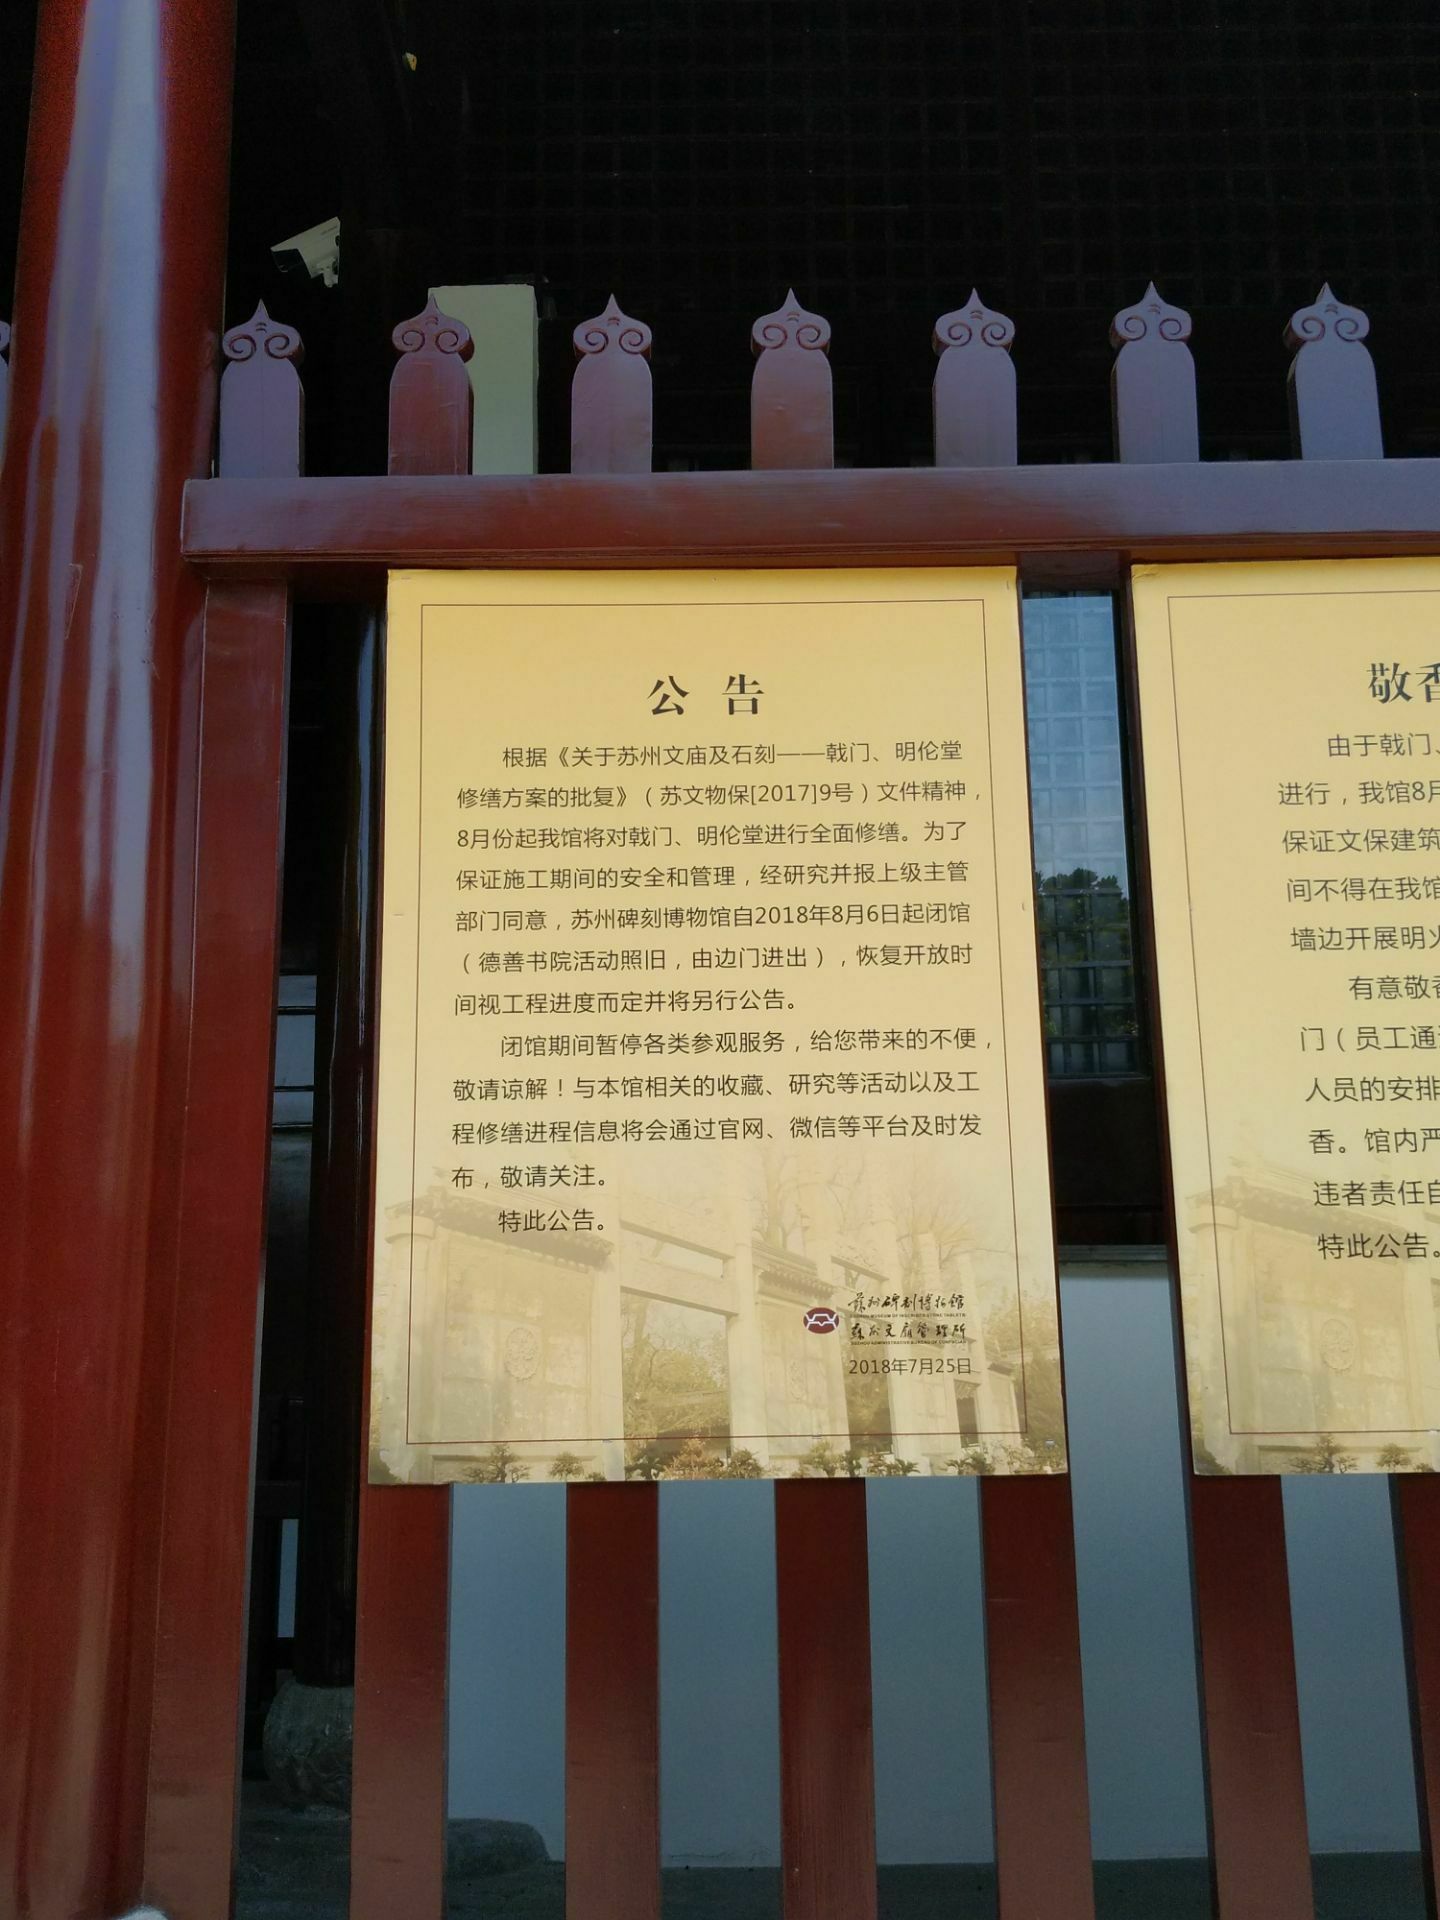 公 告
根据《关于苏州文庙及石刻——戟门、明伦堂
修缮方案的批复》（苏文物保[2017]9号）文件精神，
8月份起我馆将对戟门、明伦堂进行全面修缮。为了
保证施工期间的安全和管理，经研究并报上级主管
部门同意，苏州碑刻博物馆自2018年8月6日起闭馆
（德善书院活动照旧，由边门进出），恢复开放时
间视工程进度而定并将另行公告。
闭馆期间暂停各类参观服务，给您带来的不便，
敬请谅解！与本馆相关的收藏、研究等活动以及工
程修缮进程信息将会通过官网、微信等平台及时发
布，敬请关注。
特此公告。
蘇州碑刻博物館
SUZHOU MUSEUM OF INSCRIBED STONE TABLETS
蘇州文廟管理所
2018年7月25日
敬香
由于戟门、
进行，我馆8月
保证文保建筑
间不得在我馆
墙边开展明火
有意敬香
门（员工通
人员的安排
香。馆内严
违者责任自
特此公告。